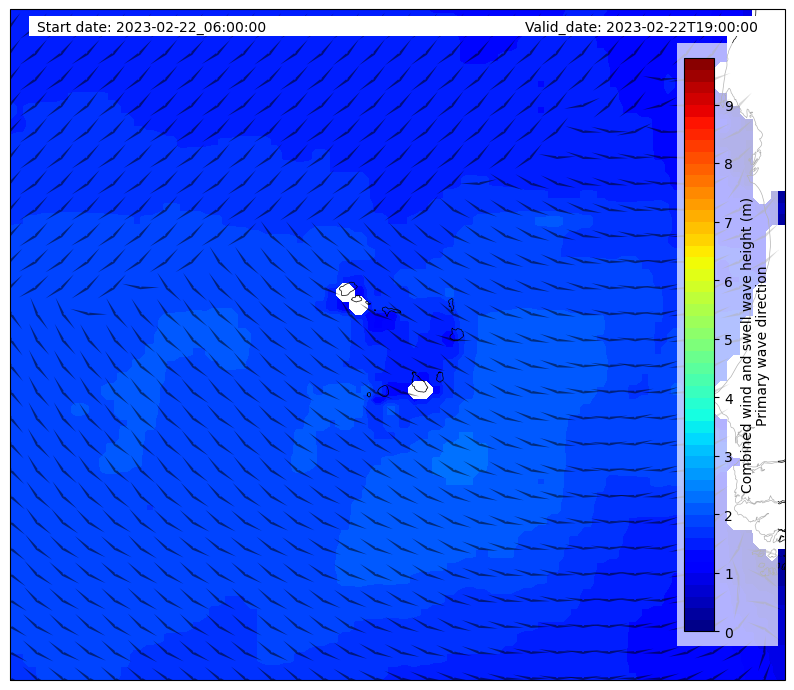 Start date: 2023-02-22_06:00:00
Valid_date: 2023-02-22T19:00:00
9
8
7
6
5
4
3
2
1
0
Combined wind and swell wave height (m)
Primary wave direction